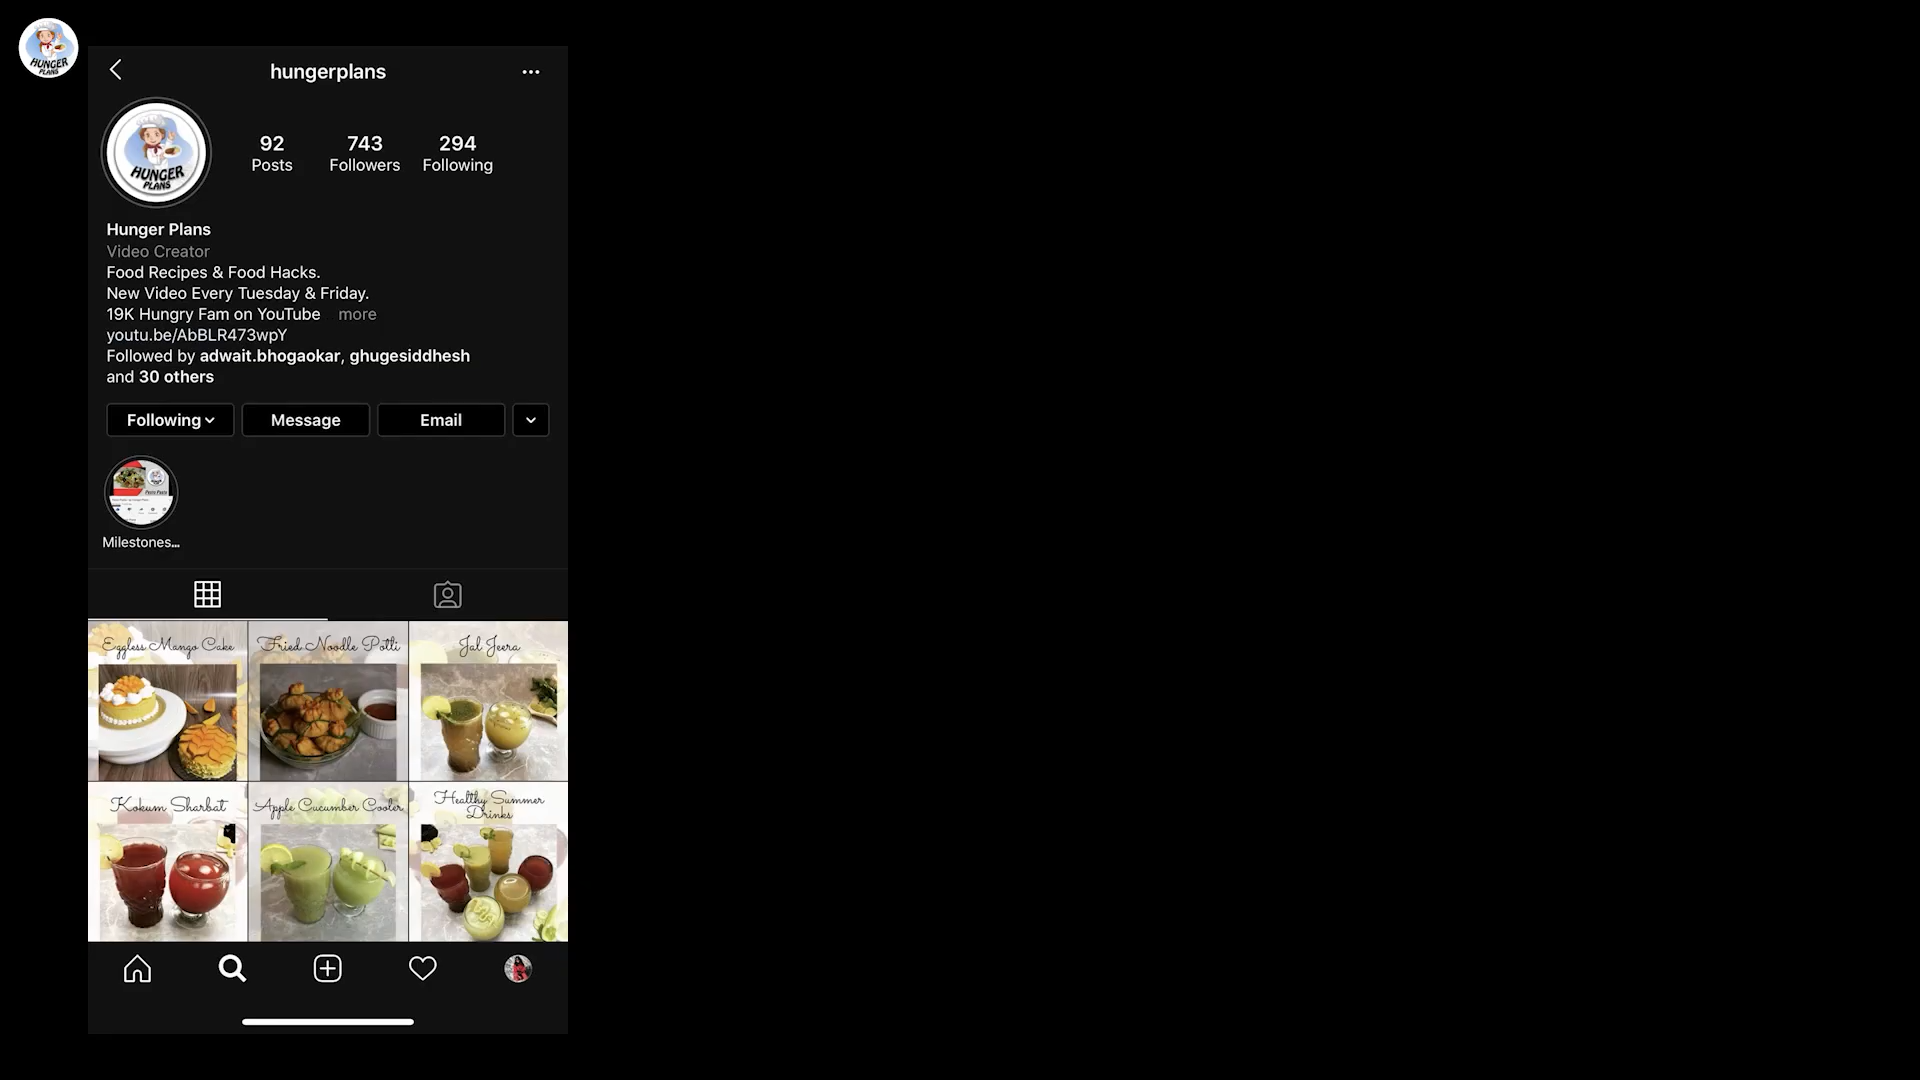 HUNGER
PLANS
hungerplans
HUNGER
PLANS
92
Posts
743
Followers
294
Following
Hunger Plans
Video Creator
Food Recipes & Food Hacks.
New Video Every Tuesday & Friday.
19K Hungry Fam on YouTube more
youtu.be/AbBLR473wpY
Followed by adwait.bhogaokar, ghugesiddhesh
and 30 others
Following
Message
Email
Milestones...
Eggless Mango Cake
Fried Noodle Potli
Jal Jeera
Kokum Sharbat
Apple Cucumber Cooler
Healthy Summer
Drinks